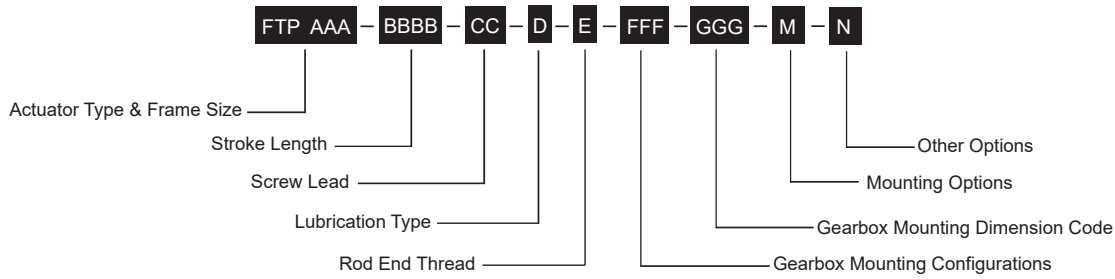 FTP AAA – BBBB – CC – D – E – FFF – GGG – M – N
Actuator Type & Frame Size
Stroke Length
Screw Lead
Lubrication Type
Rod End Thread
Other Options
Mounting Options
Gearbox Mounting Dimension Code
Gearbox Mounting Configurations